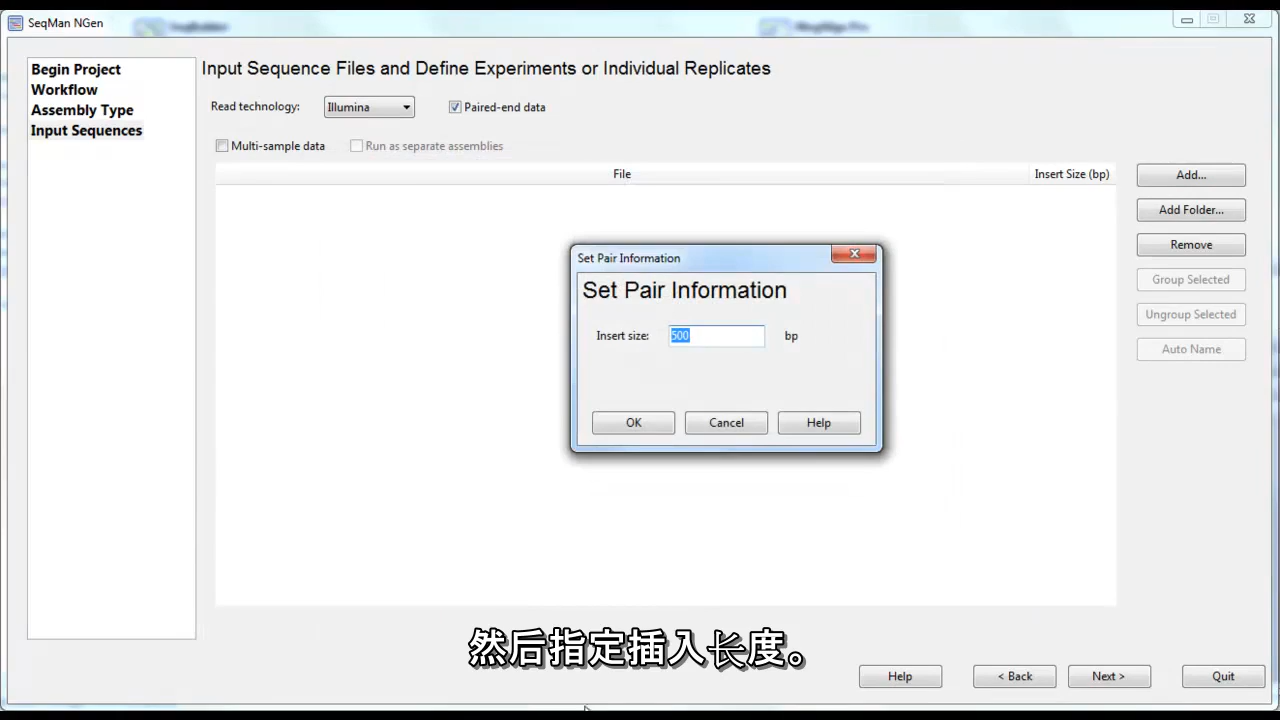 SeqMan NGen
Begin Project
Workflow
Assembly Type
Input Sequences
Input Sequence Files and Define Experiments or Individual Replicates
Read technology: Illumina Paired-end data
Multi-sample data Run as separate assemblies
File Insert Size (bp)
Add...
Add Folder...
Remove
Group Selected
Ungroup Selected
Auto Name
Set Pair Information
Set Pair Information
Insert size: 500 bp
OK Cancel Help
然后指定插入长度。
Help < Back Next > Quit